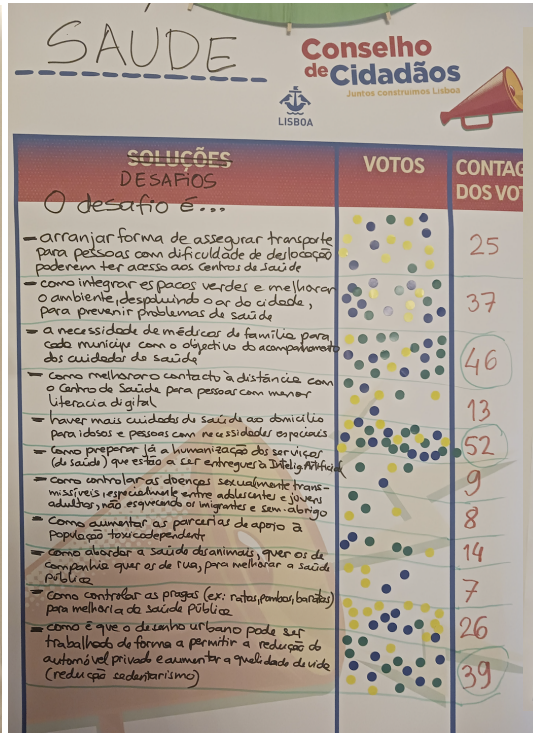 SAÚDE
Conselho
de Cidadãos
Juntos construímos Lisboa
LISBOA
SOLUÇÕES
VOTOS
CONTAG
DOS VOT
DESAFIOS
O desafio é...
- arranjar forma de assegurar transporte
para pessoas com dificuldade de deslocação
poderem ter acesso aos Centros de Saúde
25
- como integrar espaços verdes e melhorar
o ambiente, despoluindo o ar da cidade,
para prevenir problemas de saúde
37
- a necessidade de médicos de família para
cada munícipe com o objectivo do acompanhamento
dos cuidados de saúde
46
- como melhorar o contacto à distância com
o Centro de Saúde para pessoas com menor
literacia digital
13
- haver mais cuidados de saúde ao domicílio
para idosos e pessoas com necessidades especiais
52
- como preparar já a humanização dos serviços
(de saúde) que estão a ser entregues à Intelig. Artificial
9
- como controlar as doenças sexualmente trans-
missíveis, especialmente entre adolescentes e jovens
adultos, não esquecendo os imigrantes e sem-abrigo
8
- como aumentar as parcerias de apoio à
população toxicodependent
14
- como abordar a saúde dos animais, quer os de
companhia quer os de rua, para melhorar a saúde
pública
7
- como controlar as pragas (ex: ratos, pombos, baratas)
para melhoria da saúde Pública
26
- como é que o desenho urbano pode ser
trabalhado de forma a permitir a redução do
automóvel privado e aumentar a qualidade de vida
(redução sedentarismo)
39